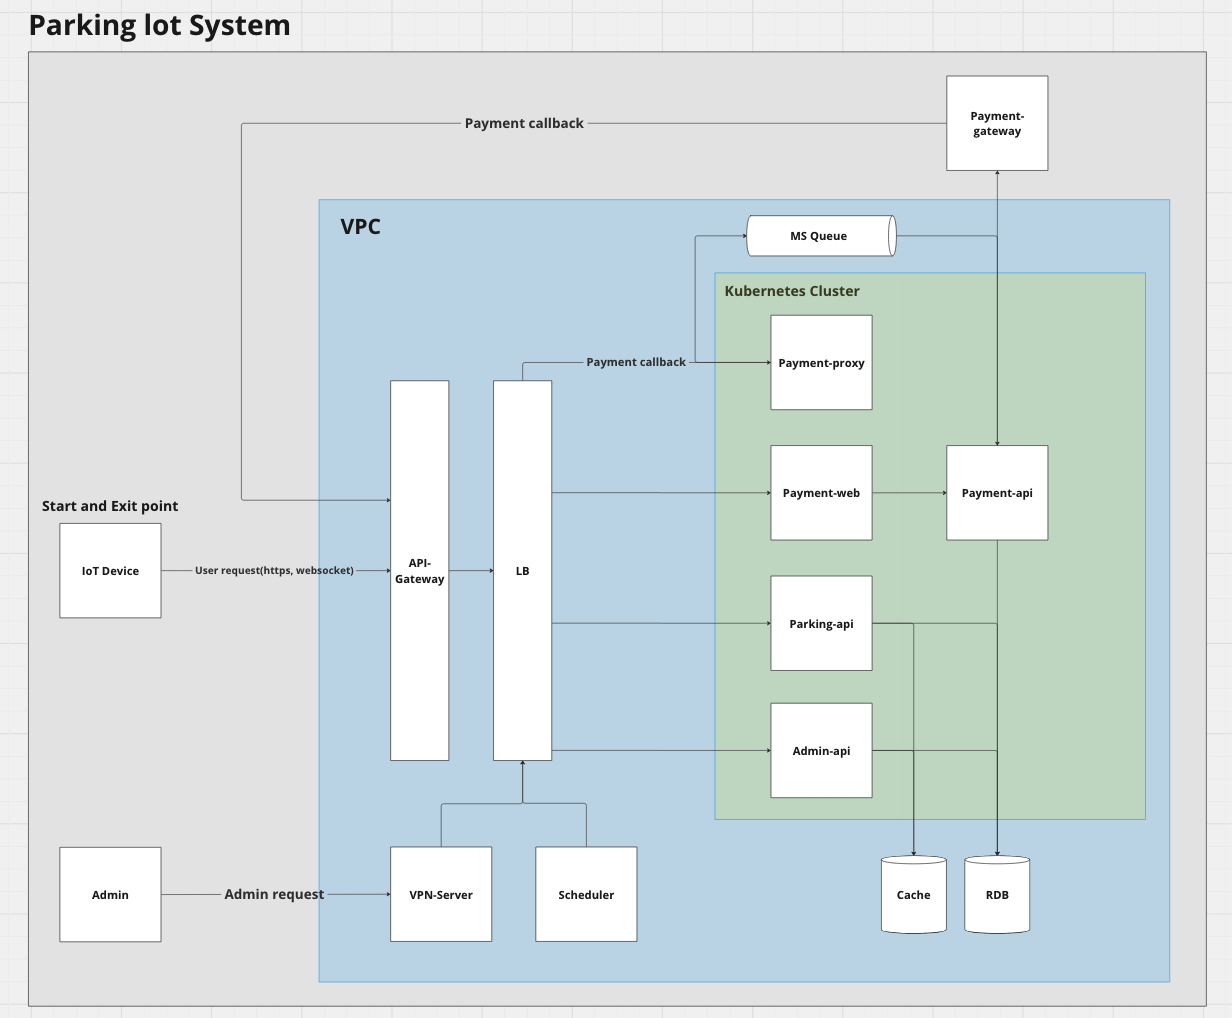 Parking lot System
Payment-
gateway
Payment callback
VPC
MS Queue
Kubernetes Cluster
Payment callback
Payment-proxy
Payment-web
Payment-api
Start and Exit point
IoT Device
User request(https, websocket)
API-
Gateway
LB
Parking-api
Admin-api
Admin
Admin request
VPN-Server
Scheduler
Cache
RDB